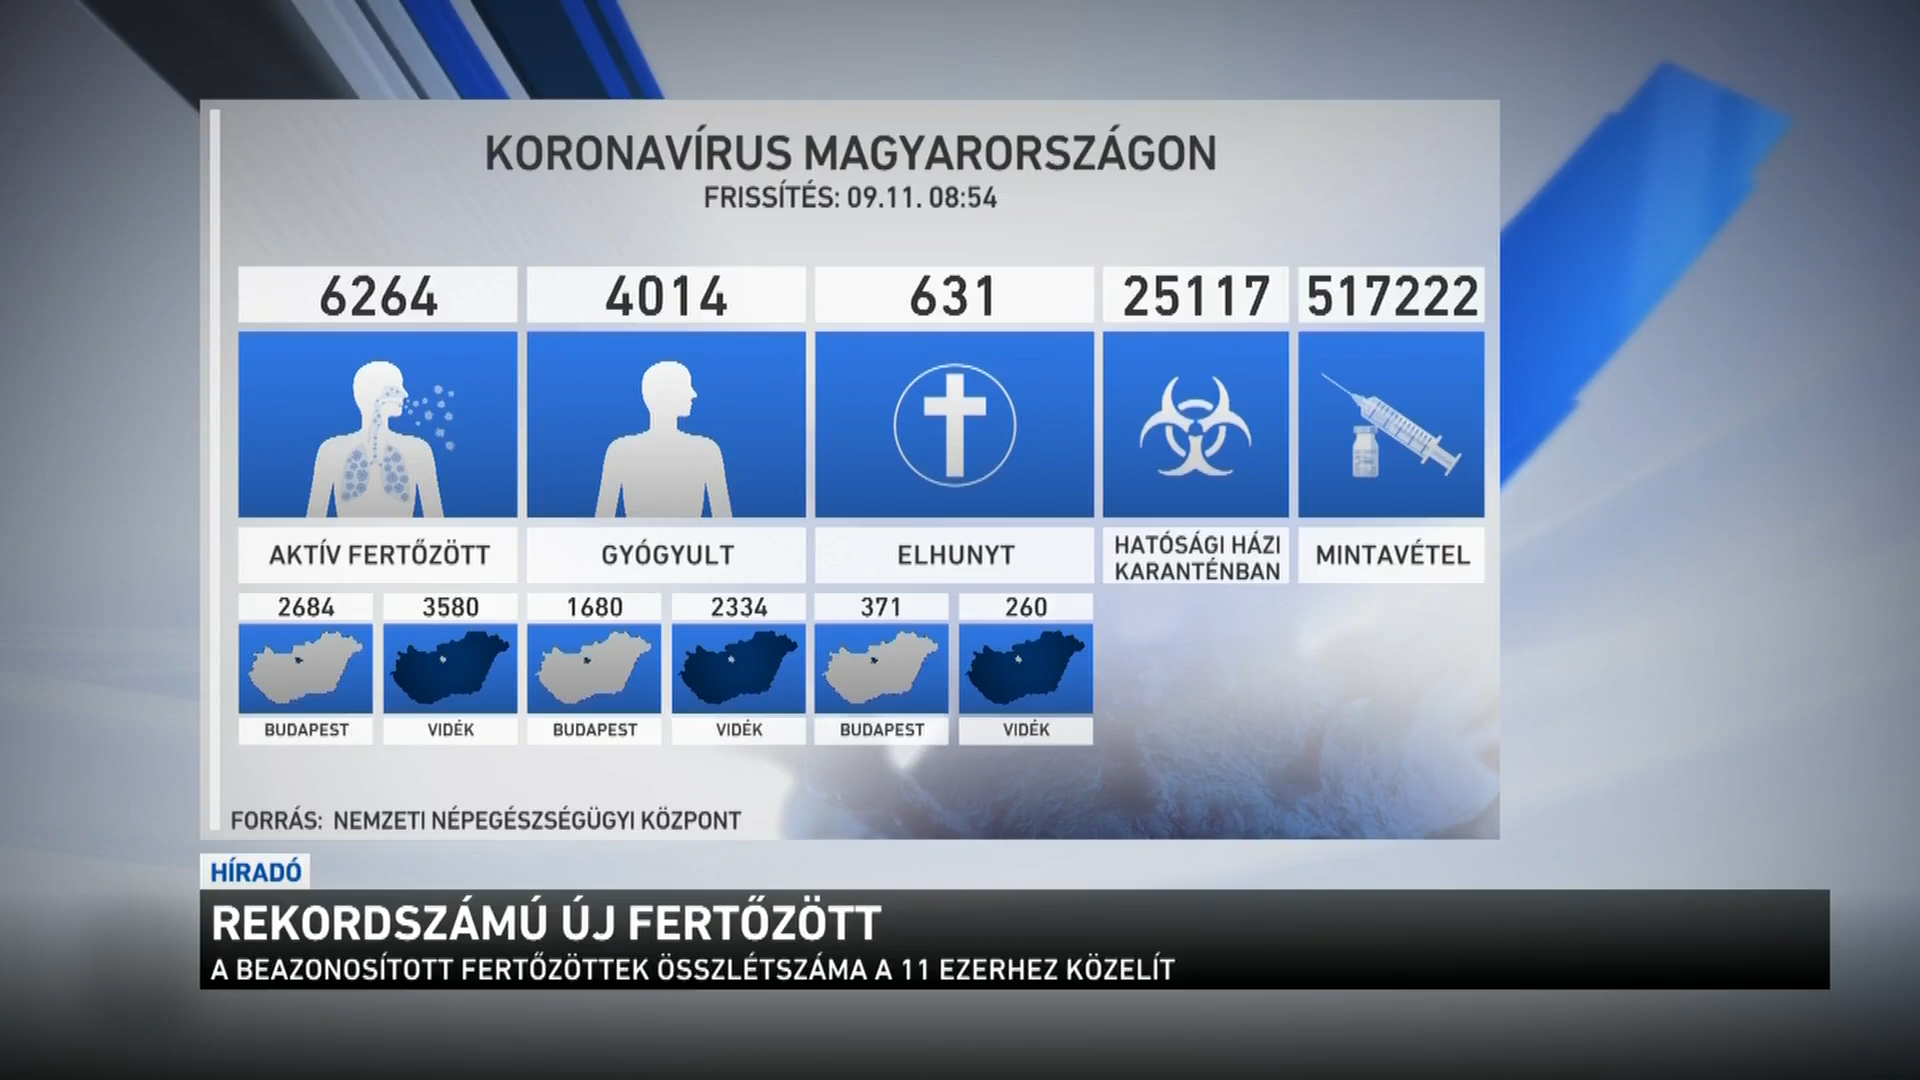 KORONAVÍRUS MAGYARORSZÁGON
FRISSÍTÉS: 09.11. 08:54
6264
4014
631
25117
517222
AKTÍV FERTŐZÖTT
GYÓGYULT
ELHUNYT
HATÓSÁGI HÁZI
KARANTÉNBAN
MINTAVÉTEL
2684
3580
1680
2334
371
260
BUDAPEST
VIDÉK
BUDAPEST
VIDÉK
BUDAPEST
VIDÉK
FORRÁS: NEMZETI NÉPEGÉSZSÉGÜGYI KÖZPONT
HÍRADÓ
REKORDSZÁMÚ ÚJ FERTŐZÖTT
A BEAZONOSÍTOTT FERTŐZÖTTEK ÖSSZLÉTSZÁMA A 11 EZERHEZ KÖZELÍT